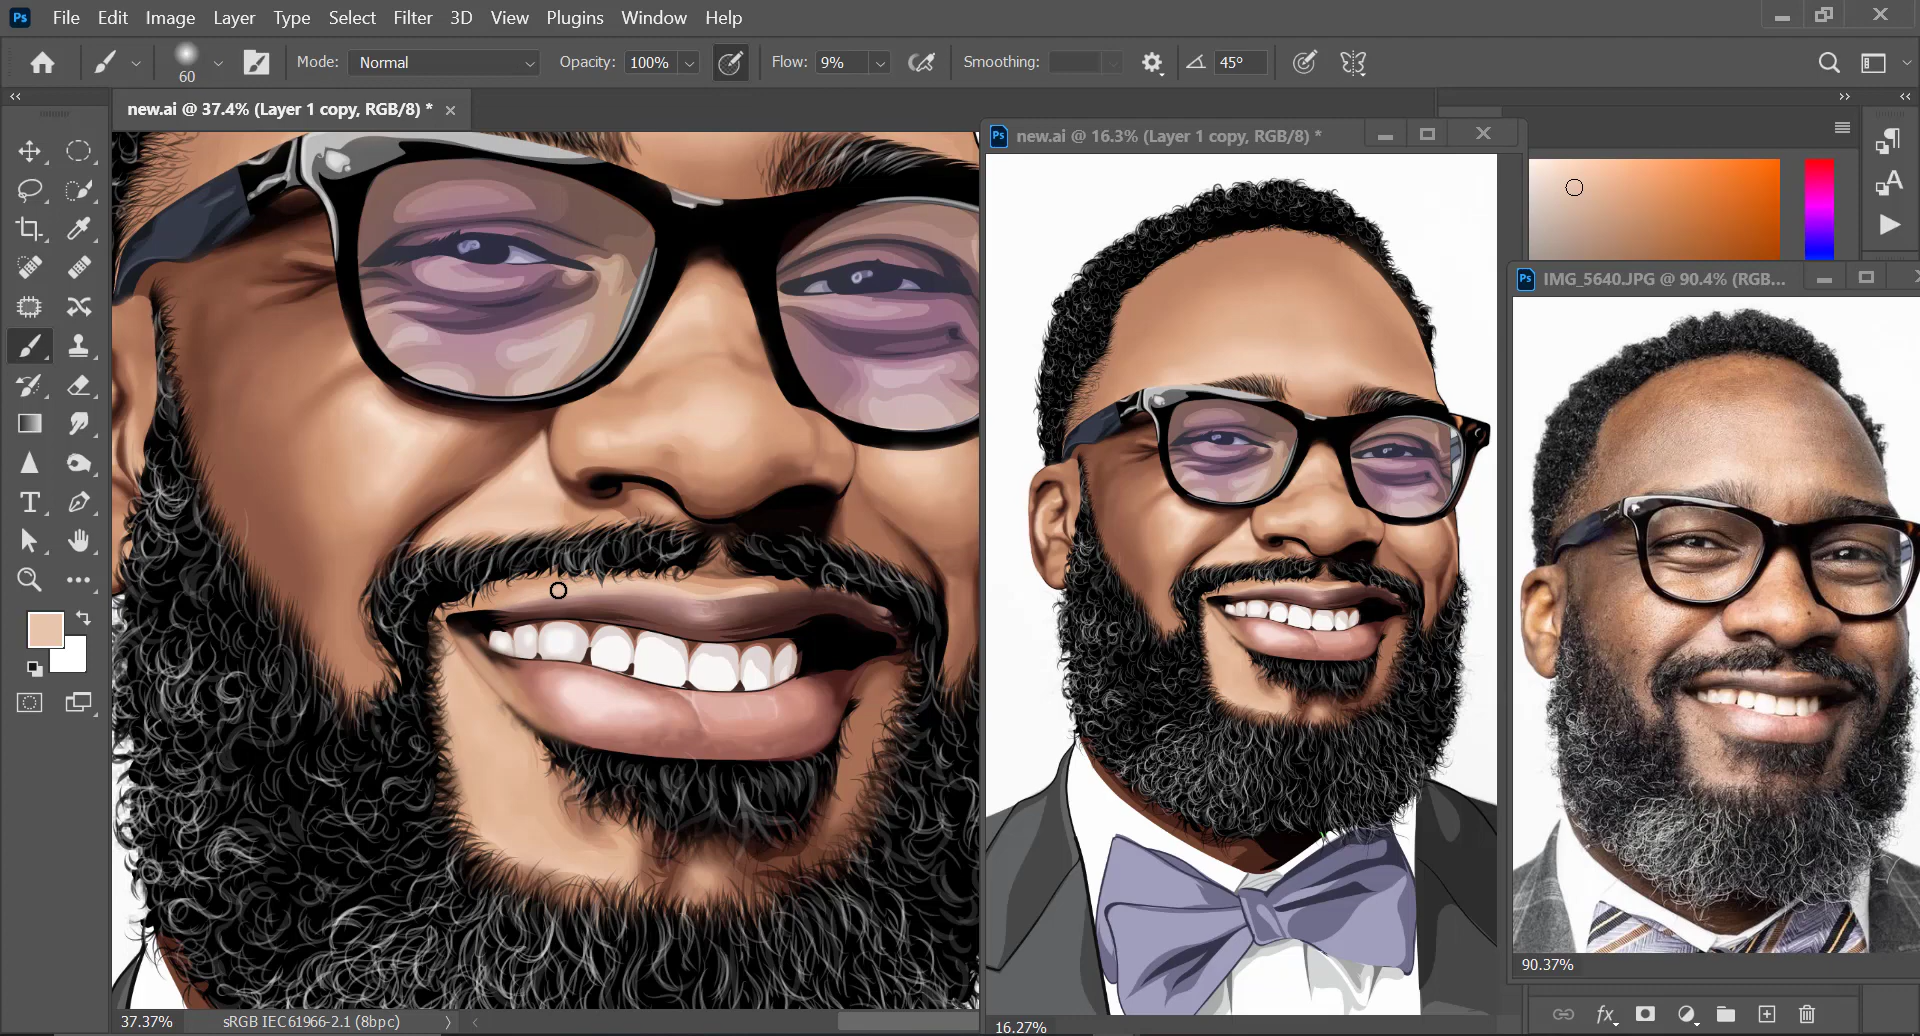 Ps File Edit Image Layer Type Select Filter 3D View Plugins Window Help
60 Mode: Normal Opacity: 100% Flow: 9% Smoothing: 45°
new.ai @ 37.4% (Layer 1 copy, RGB/8) *
Ps new.ai @ 16.3% (Layer 1 copy, RGB/8) *
Ps IMG_5640.JPG @ 90.4% (RGB...
90.37%
37.37% sRGB IEC61966-2.1 (8bpc)
16.27%
fx